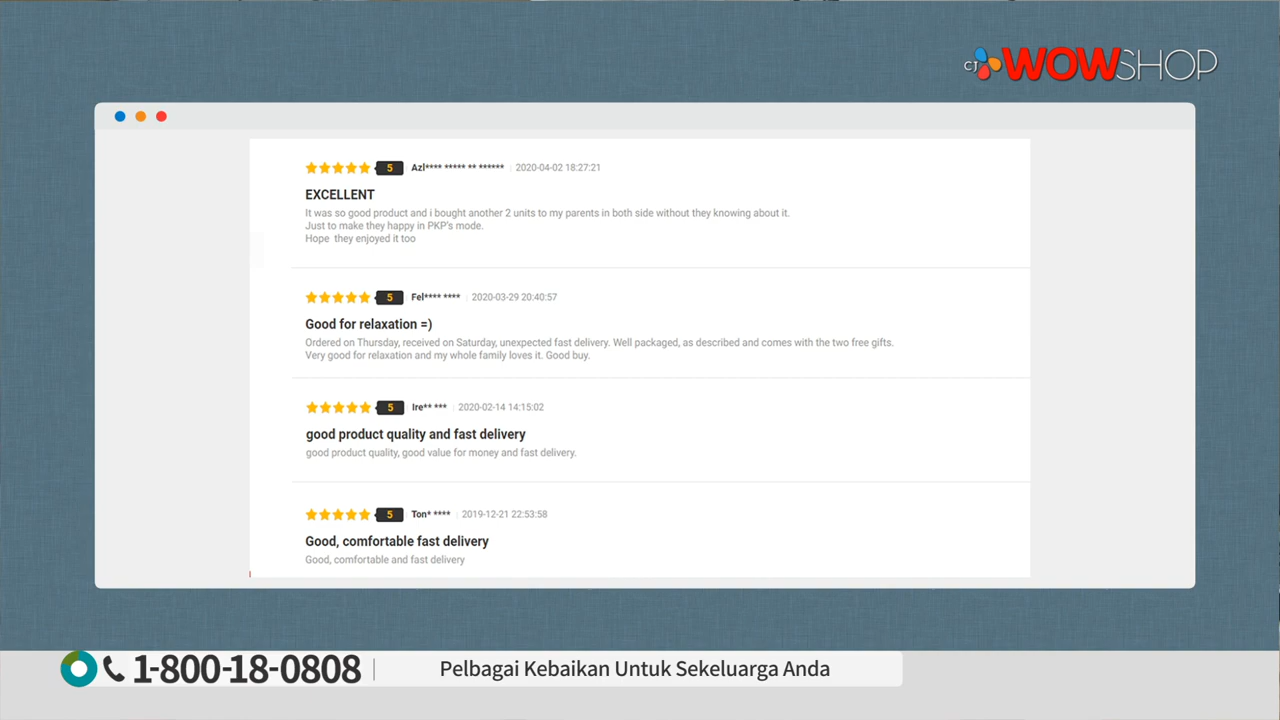 CJ WOWSHOP
5 Azl**** ***** ** ****** 2020-04-02 18:27:21
EXCELLENT
It was so good product and i bought another 2 units to my parents in both side without they knowing about it.
Just to make they happy in PKP's mode.
Hope they enjoyed it too
5 Fel**** **** 2020-03-29 20:40:57
Good for relaxation =)
Ordered on Thursday, received on Saturday, unexpected fast delivery. Well packaged, as described and comes with the two free gifts.
Very good for relaxation and my whole family loves it. Good buy.
5 Ire** *** 2020-02-14 14:15:02
good product quality and fast delivery
good product quality, good value for money and fast delivery.
5 Ton* **** 2019-12-21 22:53:58
Good, comfortable fast delivery
Good, comfortable and fast delivery
1-800-18-0808 Pelbagai Kebaikan Untuk Sekeluarga Anda